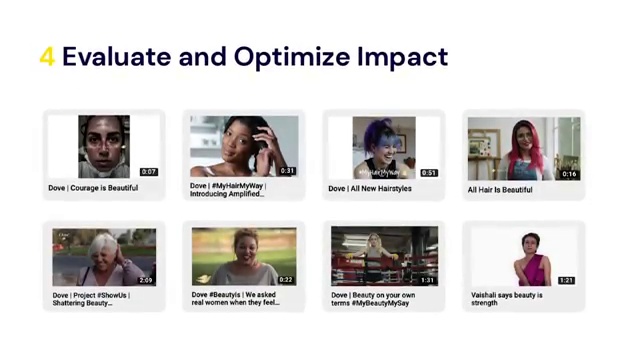 4 Evaluate and Optimize Impact
0:07
Dove | Courage is Beautiful
0:31
Dove | #MyHairMyWay |
Introducing Amplified...
#MyHairMyWay
0:51
Dove | All New Hairstyles
0:16
All Hair Is Beautiful
2:09
Dove | Project #ShowUs |
Shattering Beauty...
0:22
Dove | #BeautyIs | We asked
real women when they feel...
1:31
Dove | Beauty on your own
terms #MyBeautyMySay
1:21
Vaishali says beauty is
strength